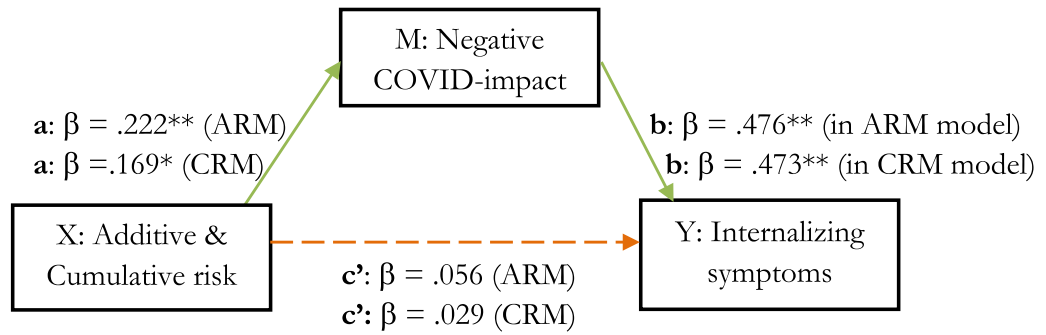 M: Negative
COVID-impact
a: β = .222** (ARM)
a: β =.169* (CRM)
b: β = .476** (in ARM model)
b: β = .473** (in CRM model)
X: Additive &
Cumulative risk
Y: Internalizing
symptoms
c’: β = .056 (ARM)
c’: β = .029 (CRM)